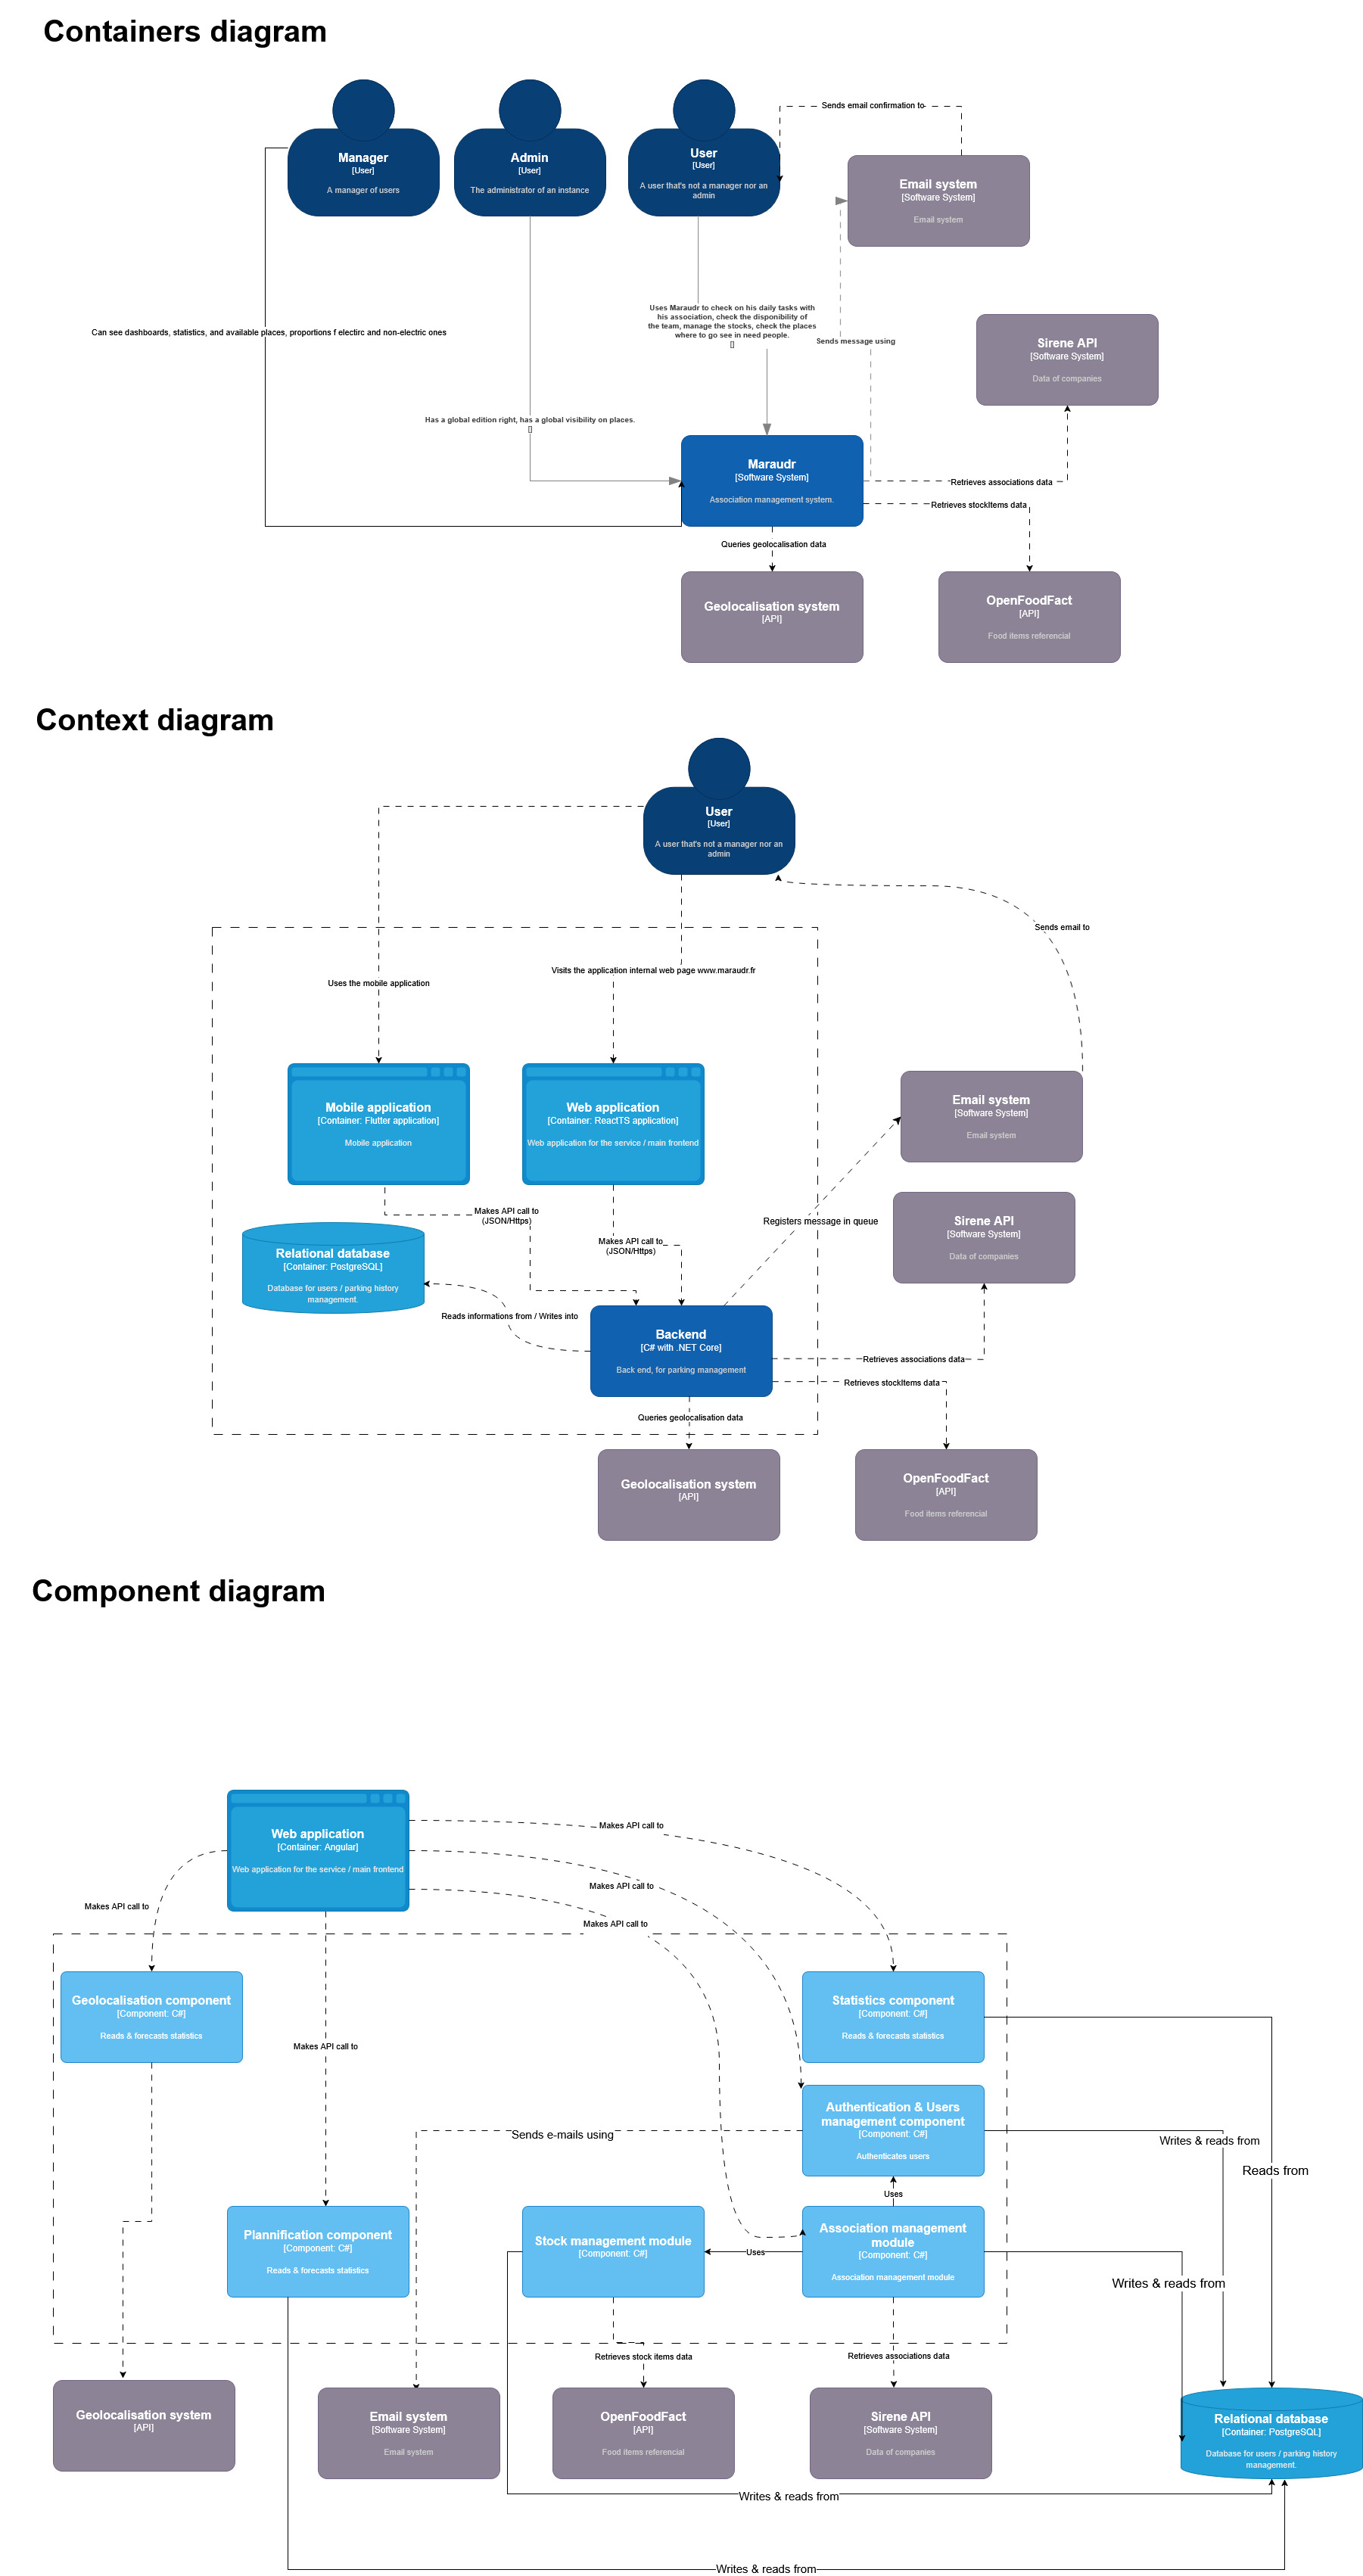 Containers diagram
Manager
[User]
A manager of users
Admin
[User]
The administrator of an instance
User
[User]
A user that's not a manager nor an
admin
Sends email confirmation to
Email system
[Software System]
Email system
Can see dashboards, statistics, and available places, proportions f electirc and non-electric ones
Uses Maraudr to check on his daily tasks with
his association, check the disponibility of
the team, manage the stocks, check the places
where to go see in need people.
[]
Sends message using
Sirene API
[Software System]
Data of companies
Has a global edition right, has a global visibility on places.
[]
Maraudr
[Software System]
Association management system.
Retrieves associations data
Retrieves stockItems data
Queries geolocalisation data
Geolocalisation system
[API]
OpenFoodFact
[API]
Food items referencial
Context diagram
User
[User]
A user that's not a manager nor an
admin
Sends email to
Visits the application internal web page www.maraudr.fr
Uses the mobile application
Mobile application
[Container: Flutter application]
Mobile application
Web application
[Container: ReactTS application]
Web application for the service / main frontend
Email system
[Software System]
Email system
Makes API call to
(JSON/Https)
Makes API call to
(JSON/Https)
Registers message in queue
Sirene API
[Software System]
Data of companies
Relational database
[Container: PostgreSQL]
Database for users / parking history
management.
Reads informations from / Writes into
Backend
[C# with .NET Core]
Back end, for parking management
Retrieves associations data
Retrieves stockItems data
Queries geolocalisation data
Geolocalisation system
[API]
OpenFoodFact
[API]
Food items referencial
Component diagram
Web application
[Container: Angular]
Web application for the service / main frontend
Makes API call to
Makes API call to
Makes API call to
Makes API call to
Geolocalisation component
[Component: C#]
Reads & forecasts statistics
Statistics component
[Component: C#]
Reads & forecasts statistics
Makes API call to
Authentication & Users
management component
[Component: C#]
Authenticates users
Sends e-mails using
Writes & reads from
Reads from
Uses
Plannification component
[Component: C#]
Reads & forecasts statistics
Stock management module
[Component: C#]
Uses
Association management
module
[Component: C#]
Association management module
Writes & reads from
Retrieves stock items data
Retrieves associations data
Geolocalisation system
[API]
Email system
[Software System]
Email system
OpenFoodFact
[API]
Food items referencial
Sirene API
[Software System]
Data of companies
Relational database
[Container: PostgreSQL]
Database for users / parking history
management.
Writes & reads from
Writes & reads from